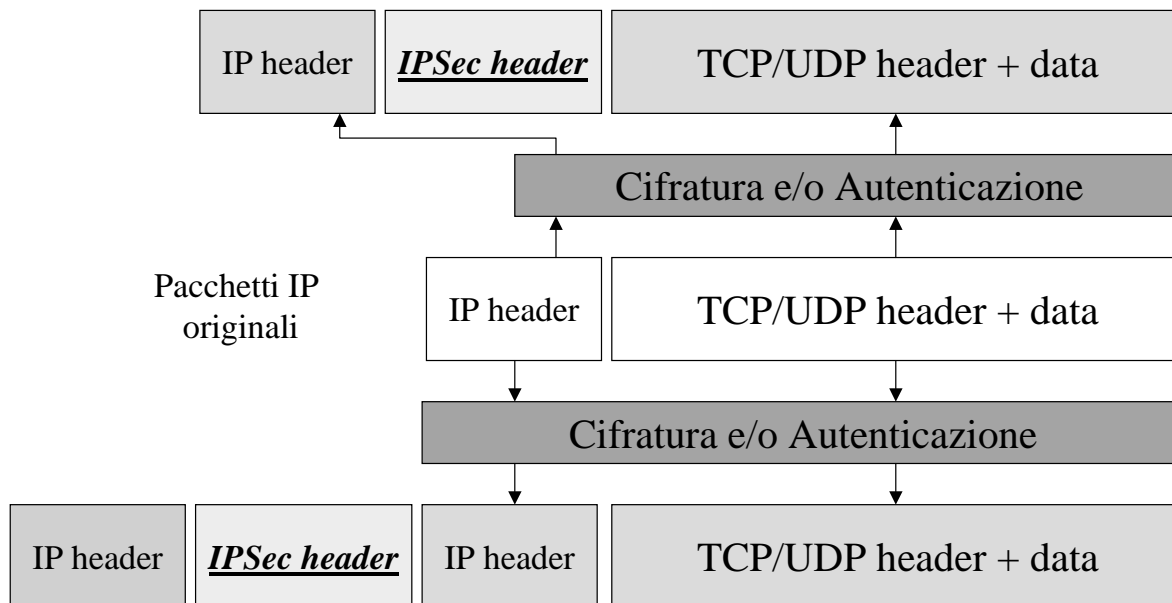 IP header
IPSec header
TCP/UDP header + data
Cifratura e/o Autenticazione
Pacchetti IP
originali
IP header
TCP/UDP header + data
Cifratura e/o Autenticazione
IP header
IPSec header
IP header
TCP/UDP header + data